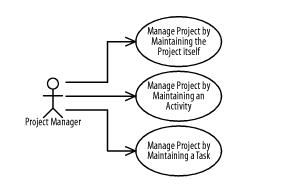 Manage Project by
Maintaining the
Project itself
Manage Project by
Maintaining an
Activity
Project Manager
Manage Project by
Maintaining a Task